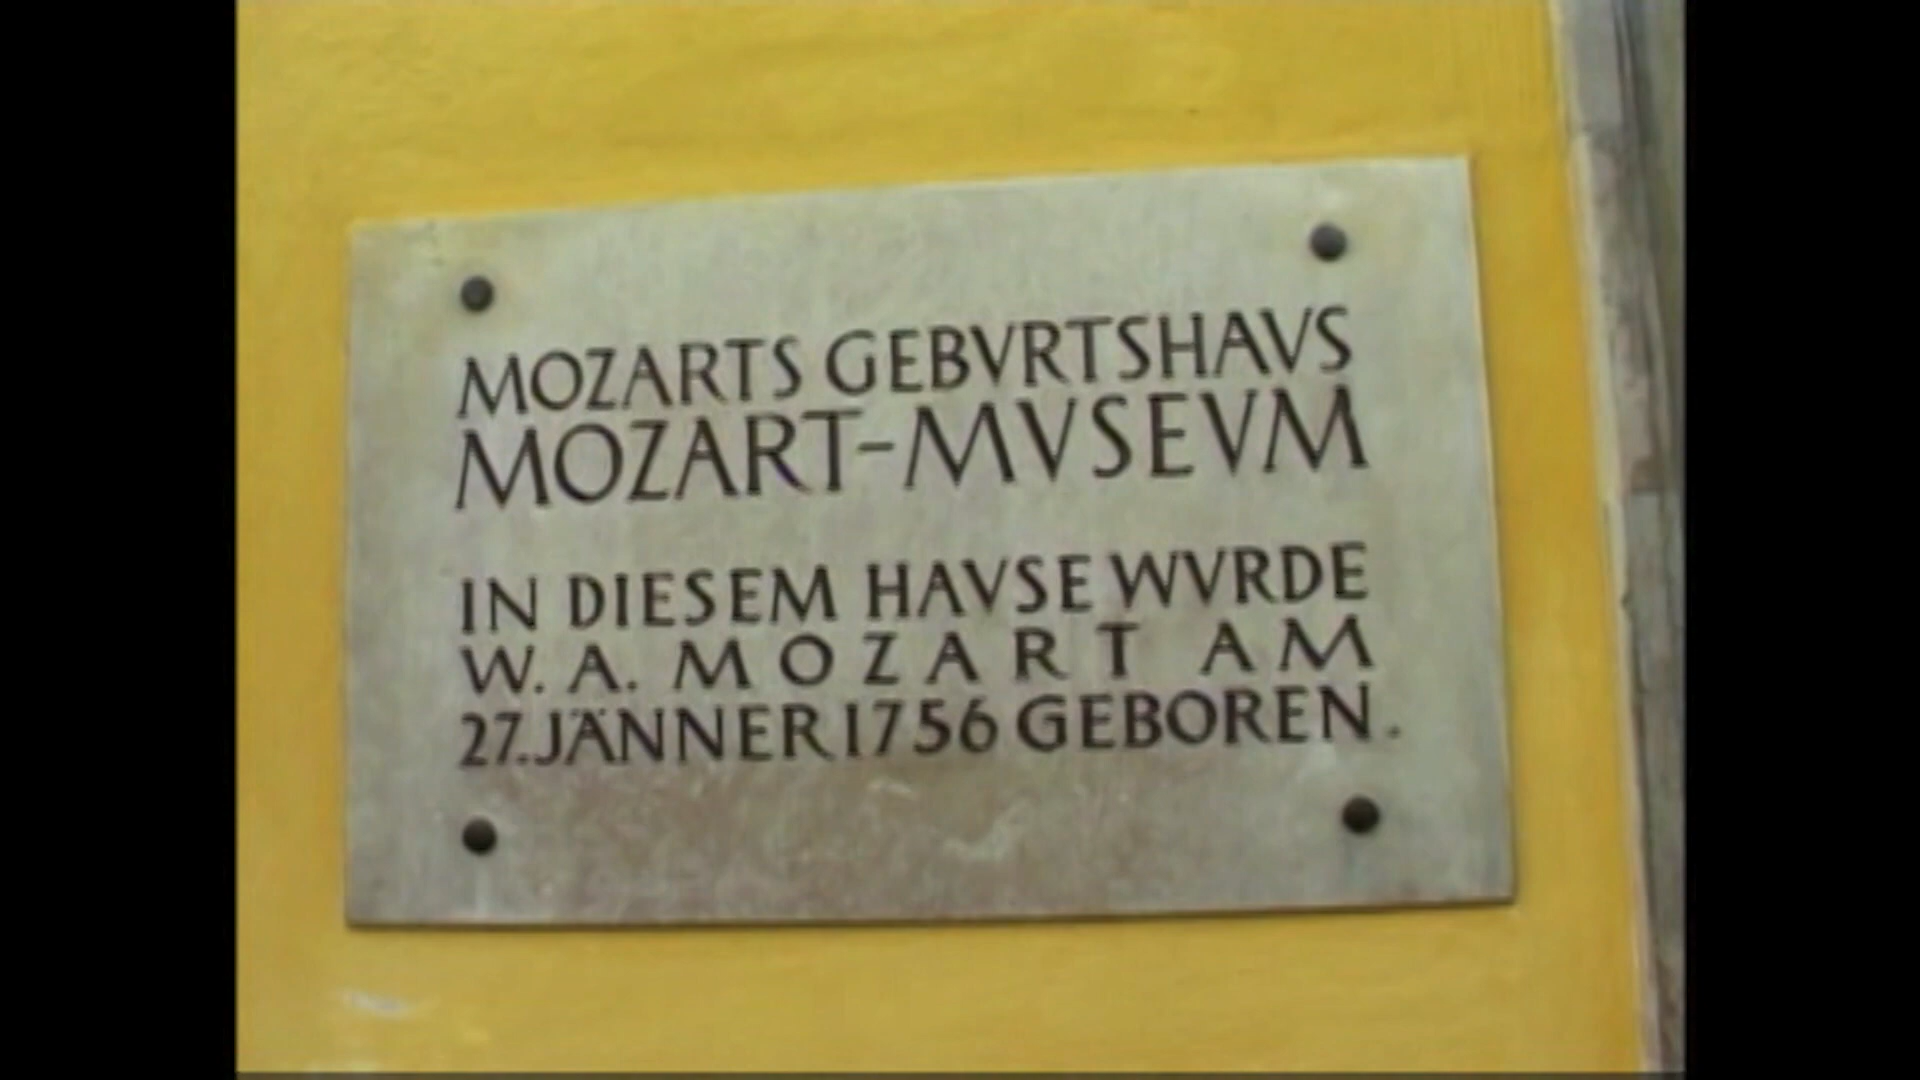 MOZARTS GEBVRTSHAVS
MOZART-MVSEVM
IN DIESEM HAVSE WVRDE
W. A. MOZART AM
27. JÄNNER 1756 GEBOREN.